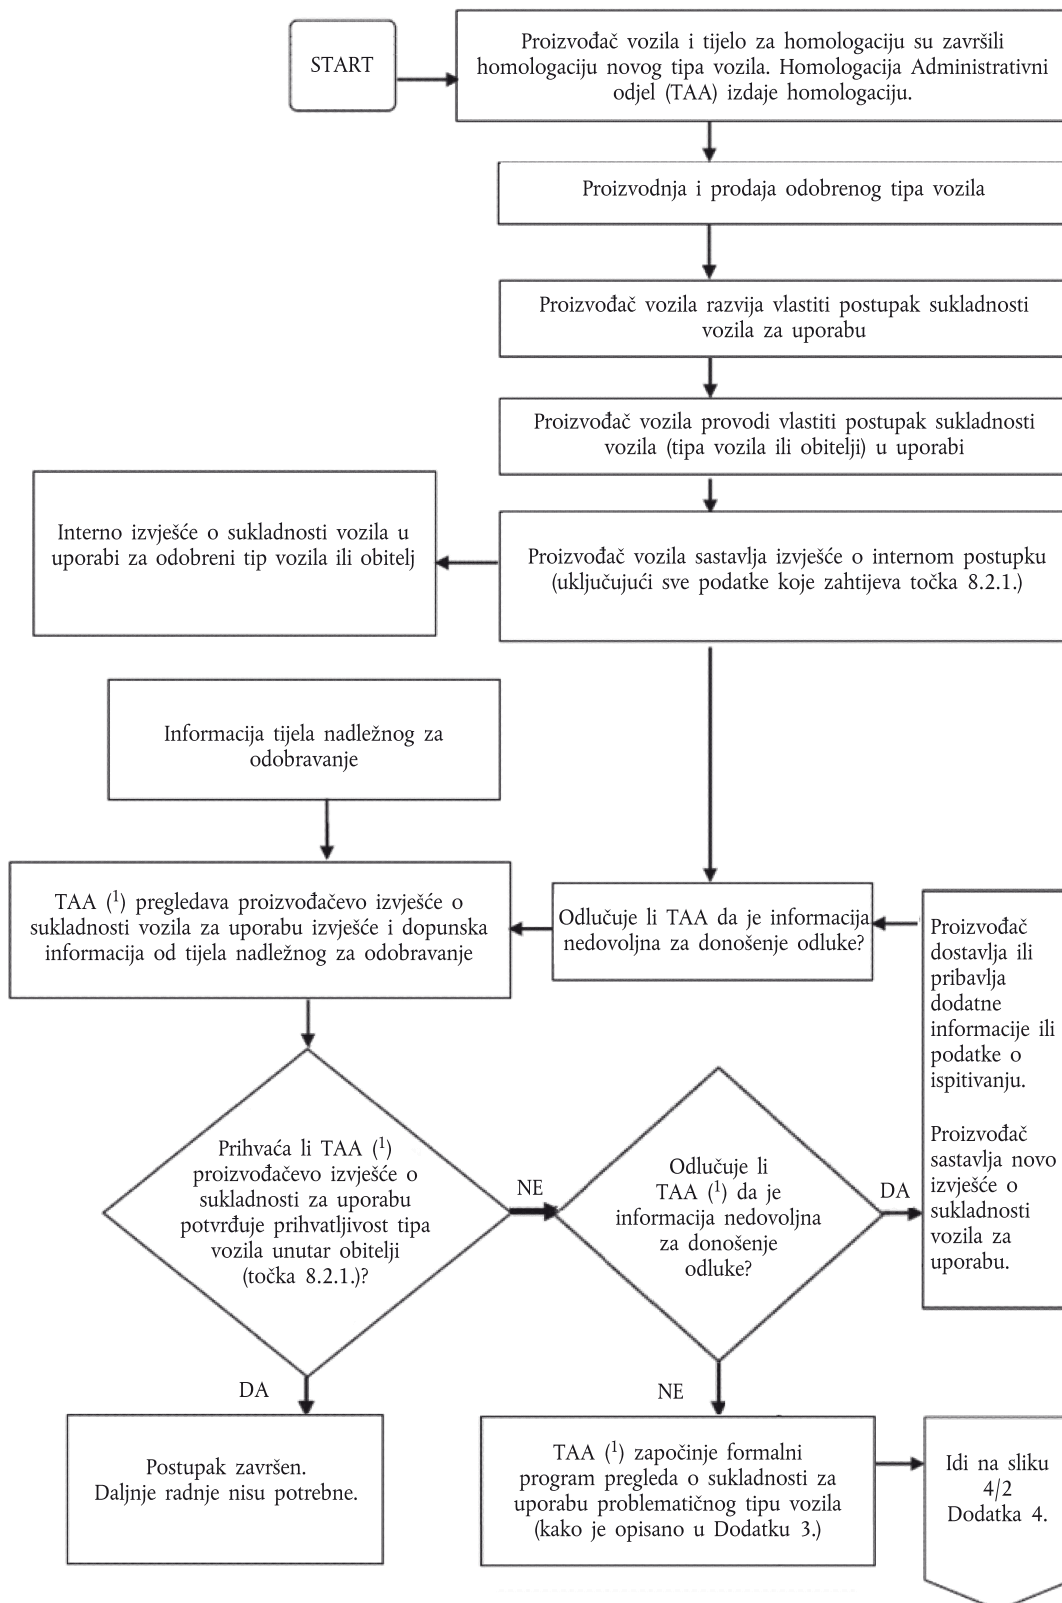 START
Proizvođač vozila i tijelo za homologaciju su završili
homologaciju novog tipa vozila. Homologacija Administrativni
odjel (TAA) izdaje homologaciju.
Proizvodnja i prodaja odobrenog tipa vozila
Proizvođač vozila razvija vlastiti postupak sukladnosti
vozila za uporabu
Proizvođač vozila provodi vlastiti postupak sukladnosti
vozila (tipa vozila ili obitelji) u uporabi
Interno izvješće o sukladnosti vozila u
uporabi za odobreni tip vozila ili obitelj
Proizvođač vozila sastavlja izvješće o internom postupku
(uključujući sve podatke koje zahtijeva točka 8.2.1.)
Informacija tijela nadležnog za
odobravanje
TAA (¹) pregledava proizvođačevo izvješće o
sukladnosti vozila za uporabu izvješće i dopunska
informacija od tijela nadležnog za odobravanje
Odlučuje li TAA da je informacija
nedovoljna za donošenje odluke?
Proizvođač
dostavlja ili
pribavlja
dodatne
informacije ili
podatke o
ispitivanju.
Proizvođač
sastavlja novo
izvješće o
sukladnosti
vozila za
uporabu.
Prihvaća li TAA (¹)
proizvođačevo izvješće o
sukladnosti za uporabu
potvrđuje prihvatljivost tipa
vozila unutar obitelji
(točka 8.2.1.)?
NE
Odlučuje li
TAA (¹) da je
informacija nedovoljna
za donošenje
odluke?
DA
DA
NE
Postupak završen.
Daljnje radnje nisu potrebne.
TAA (¹) započinje formalni
program pregleda o sukladnosti za
uporabu problematičnog tipu vozila
(kako je opisano u Dodatku 3.)
Idi na sliku
4/2
Dodatka 4.